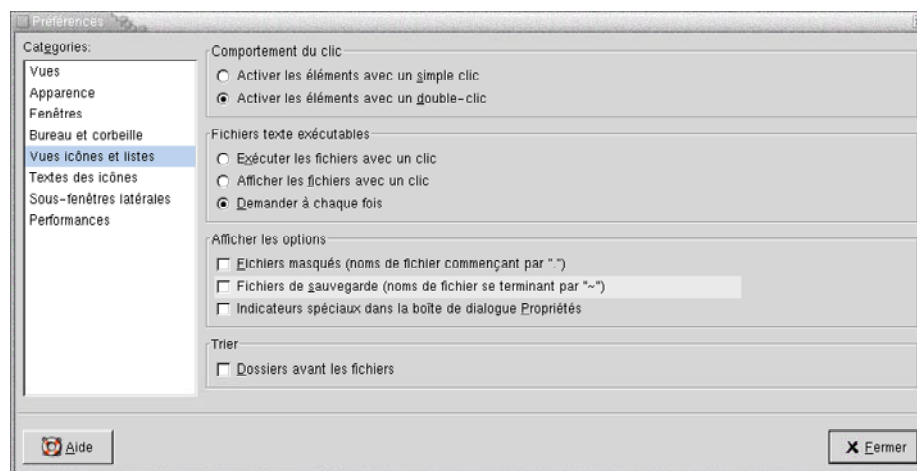 Préférences
Categories:
Vues
Apparence
Fenêtres
Bureau et corbeille
Vues icônes et listes
Textes des icônes
Sous-fenêtres latérales
Performances
Comportement du clic
Activer les éléments avec un simple clic
Activer les éléments avec un double-clic
Fichiers texte exécutables
Exécuter les fichiers avec un clic
Afficher les fichiers avec un clic
Demander à chaque fois
Afficher les options
Fichiers masqués (noms de fichier commençant par ".")
Fichiers de sauvegarde (noms de fichier se terminant par "~")
Indicateurs spéciaux dans la boîte de dialogue Propriétés
Trier
Dossiers avant les fichiers
Aide
Fermer